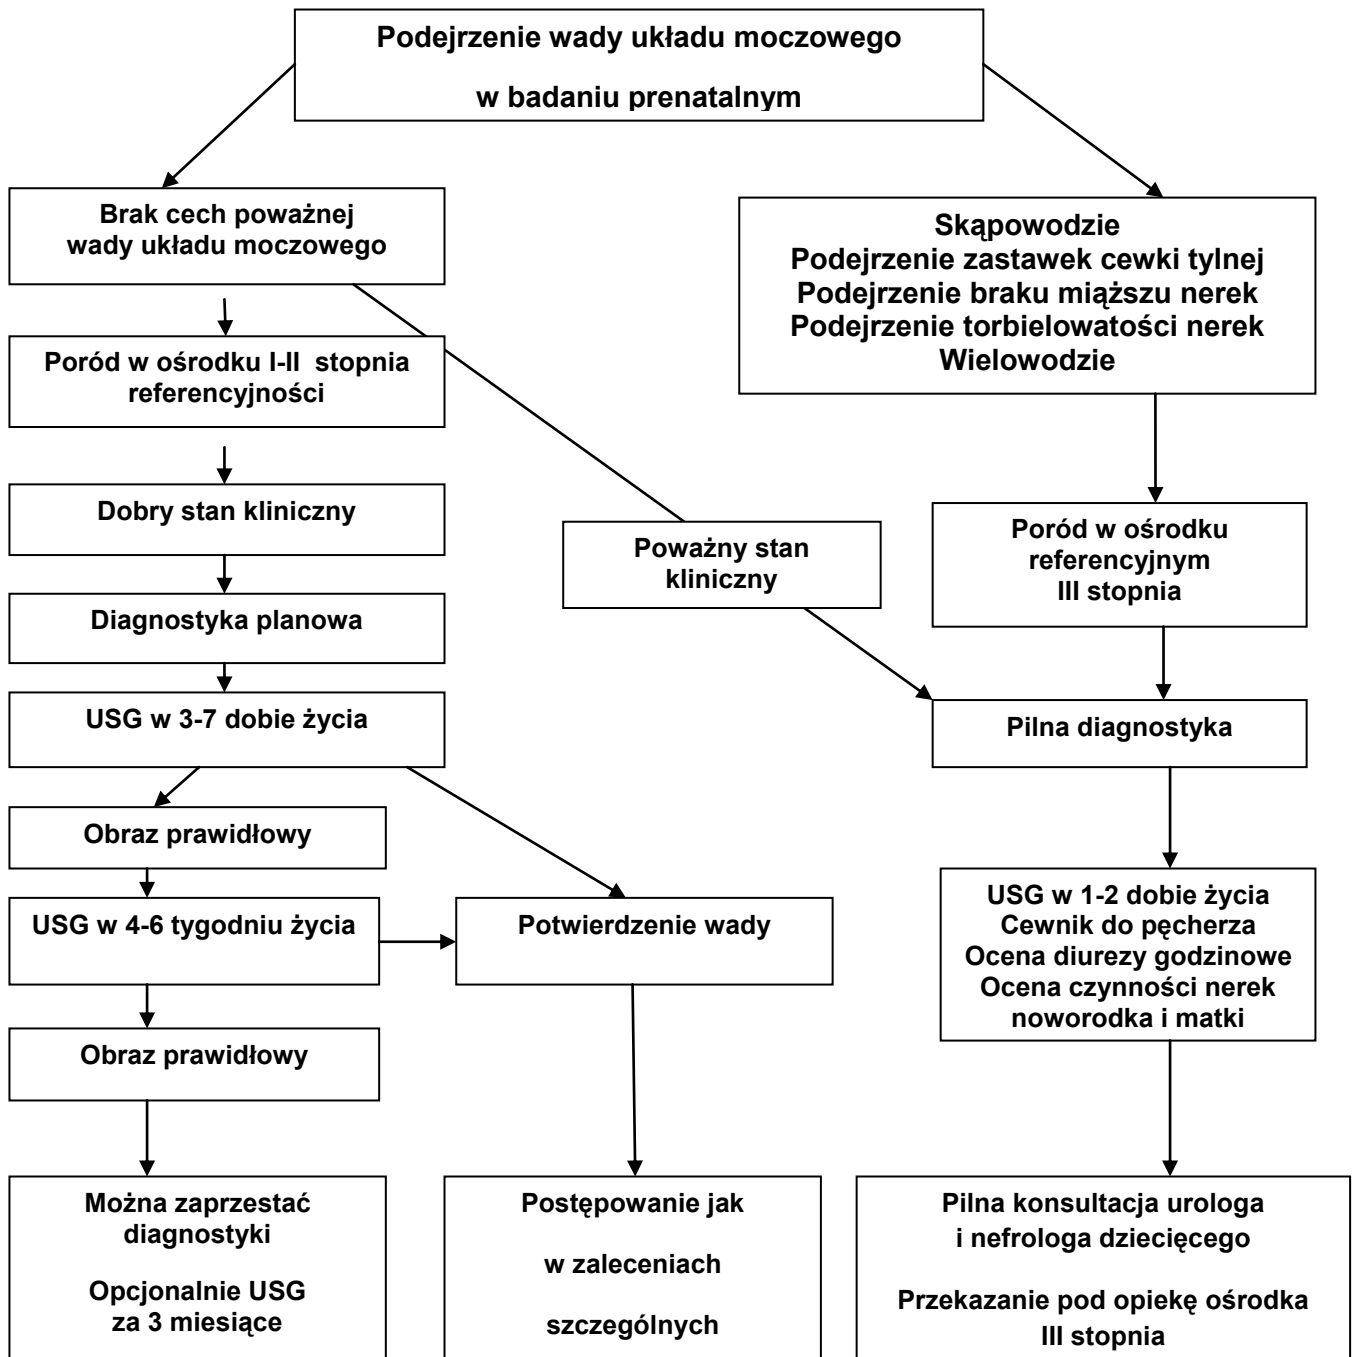 Podejrzenie wady układu moczowego
w badaniu prenatalnym
Brak cech poważnej
wady układu moczowego
Skąpowodzie
Podejrzenie zastawek cewki tylnej
Podejrzenie braku miąższu nerek
Podejrzenie torbielowatości nerek
Wielowodzie
Poród w ośrodku I-II stopnia
referencyjności
Dobry stan kliniczny
Poważny stan
kliniczny
Poród w ośrodku
referencyjnym
III stopnia
Diagnostyka planowa
USG w 3-7 dobie życia
Pilna diagnostyka
Obraz prawidłowy
USG w 4-6 tygodniu życia
Potwierdzenie wady
USG w 1-2 dobie życia
Cewnik do pęcherza
Ocena diurezy godzinowe
Ocena czynności nerek
noworodka i matki
Obraz prawidłowy
Można zaprzestać
diagnostyki
Opcjonalnie USG
za 3 miesiące
Postępowanie jak
w zaleceniach
szczególnych
Pilna konsultacja urologa
i nefrologa dziecięcego
Przekazanie pod opiekę ośrodka
III stopnia